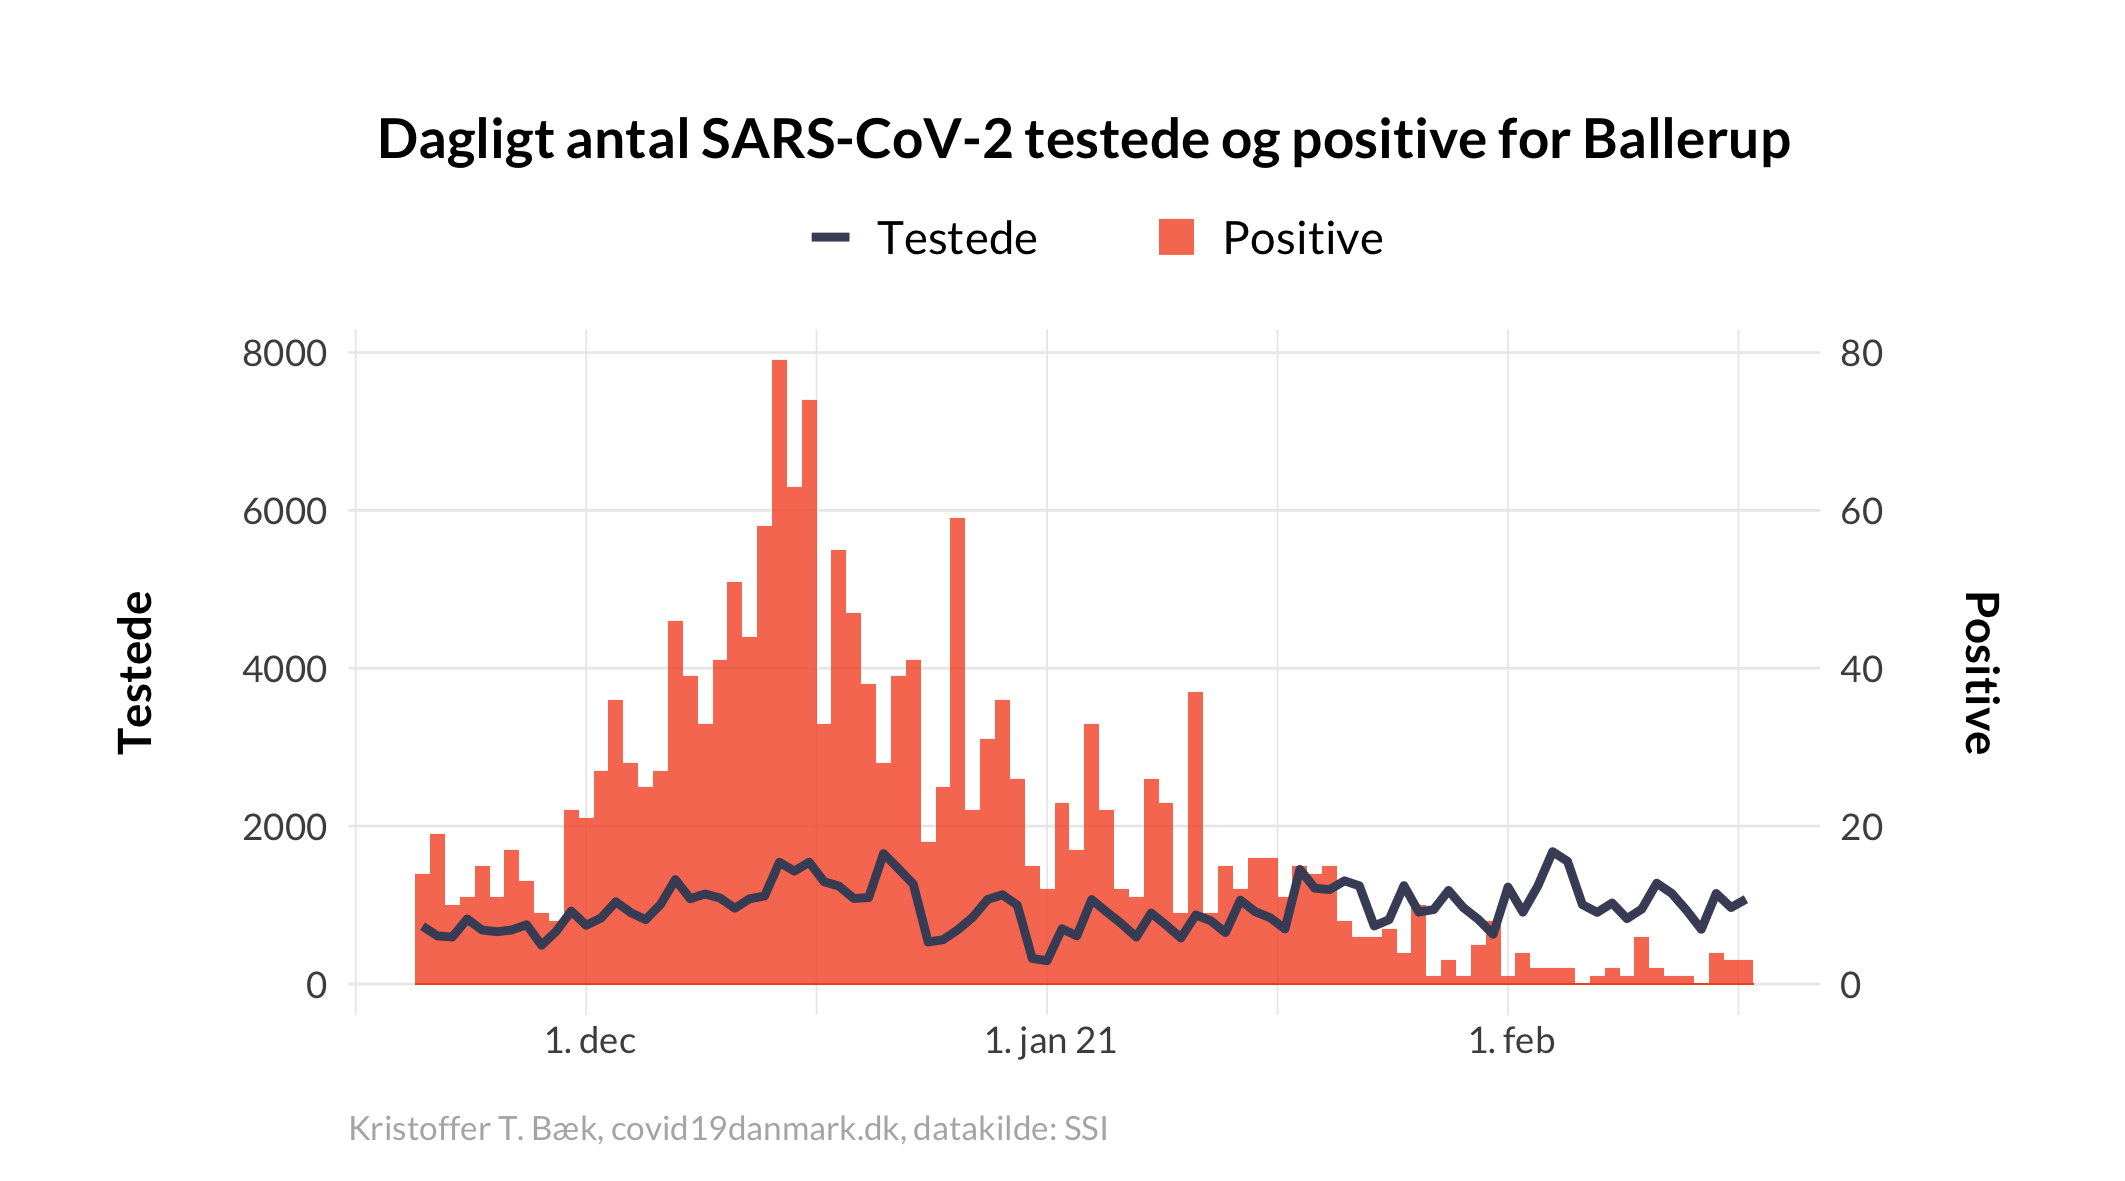 Dagligt antal SARS-CoV-2 testede og positive for Ballerup
Testede
Positive
8000
6000
4000
2000
0
80
60
40
20
0
Testede
Positive
1. dec
1. jan 21
1. feb
Kristoffer T. Bæk, covid19danmark.dk, datakilde: SSI